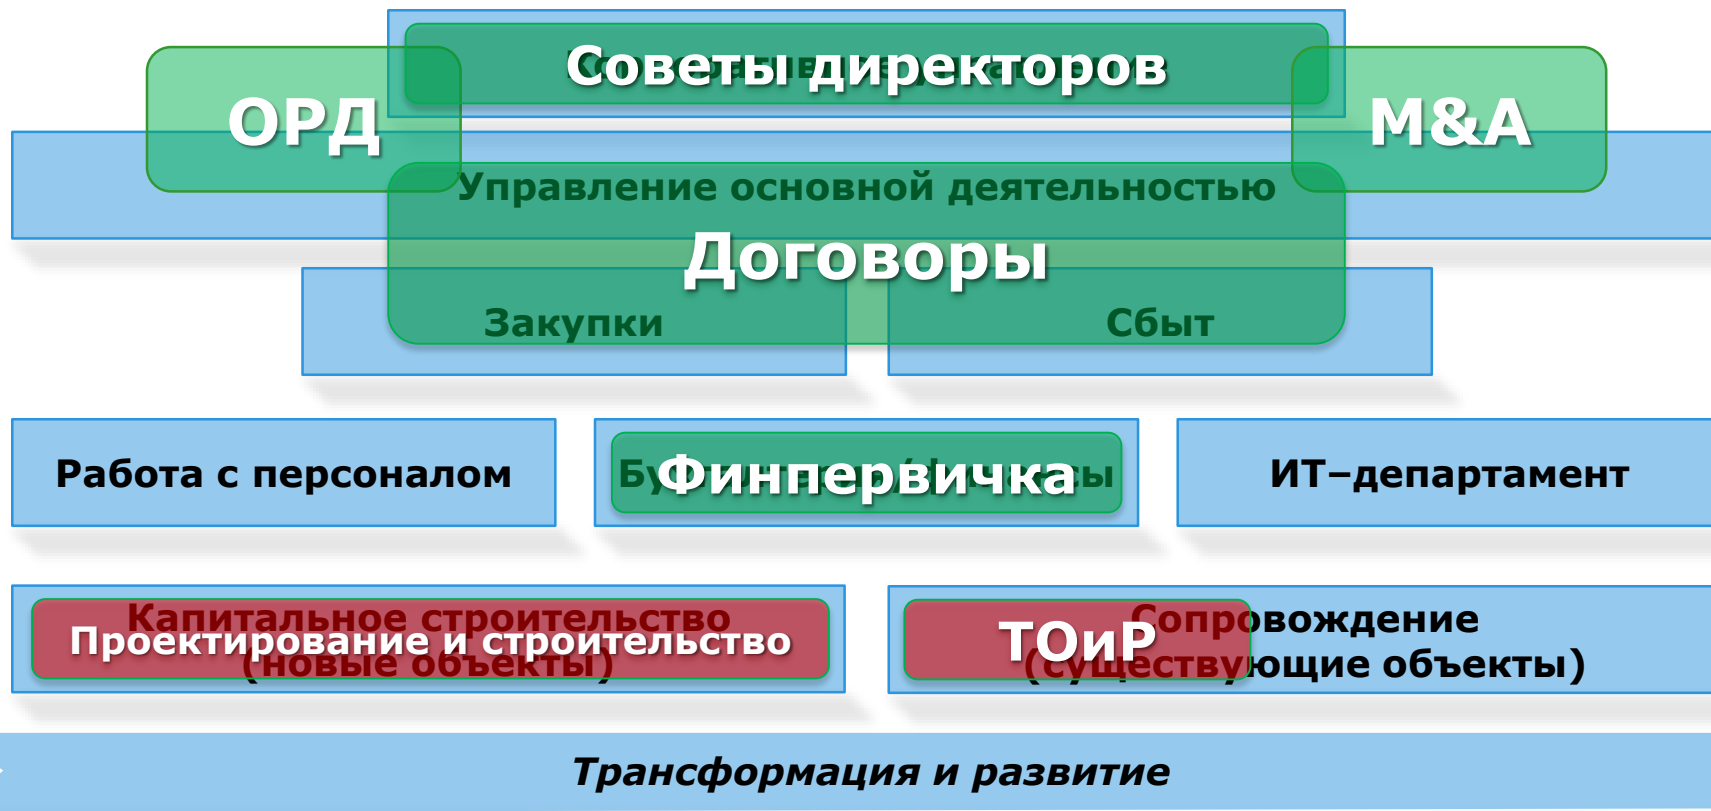 Советы директоров
ОРД
M&A
Управление основной деятельностью
Договоры
Закупки
Сбыт
Работа с персоналом
Финпервичка
ИТ–департамент
Капитальное строительство
Проектирование и строительство
(новые объекты)
Сопровождение
ТОиР
(существующие объекты)
Трансформация и развитие